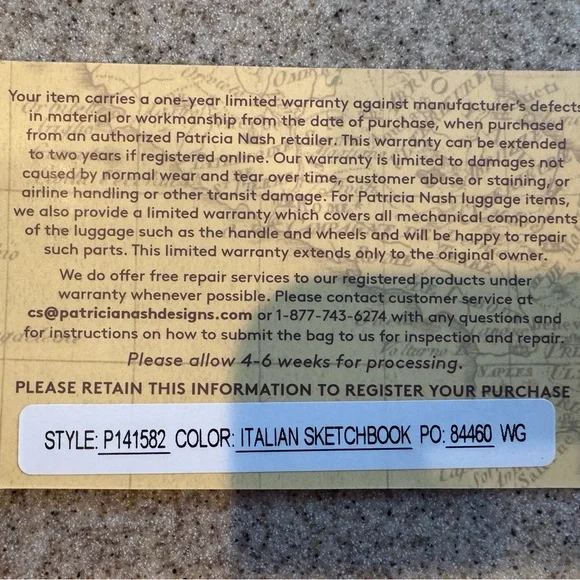 Your item carries a one-year limited warranty against manufacturer's defects
in material or workmanship from the date of purchase, when purchased
from an authorized Patricia Nash retailer. This warranty can be extended
to two years if registered online. Our warranty is limited to damages not
caused by normal wear and tear over time, customer abuse or staining, or
airline handling or other transit damage. For Patricia Nash luggage items,
we also provide a limited warranty which covers all mechanical components
of the luggage such as the handle and wheels and will be happy to repair
such parts. This limited warranty extends only to the original owner.
We do offer free repair services to our registered products under
warranty whenever possible. Please contact customer service at
cs@patricianashdesigns.com or 1-877-743-6274 with any questions and
for instructions on how to submit the bag to us for inspection and repair.
Please allow 4-6 weeks for processing.
PLEASE RETAIN THIS INFORMATION TO REGISTER YOUR PURCHASE
STYLE: P141582 COLOR: ITALIAN SKETCHBOOK PO: 84460 WG